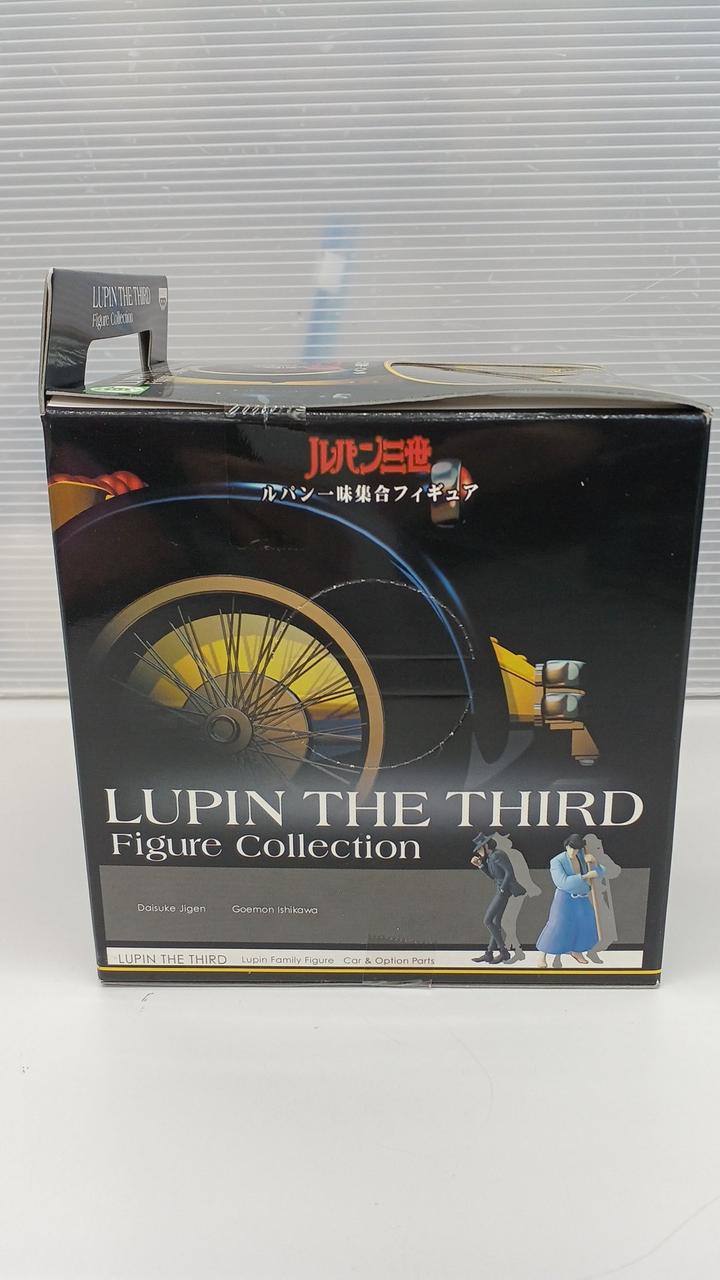 LUPIN THE THIRD
Figure Collection
ルパン三世
ルパン一味集合フィギュア
LUPIN THE THIRD
Figure Collection
Daisuke Jigen Goemon Ishikawa
LUPIN THE THIRD Lupin Family Figure Car & Option Parts